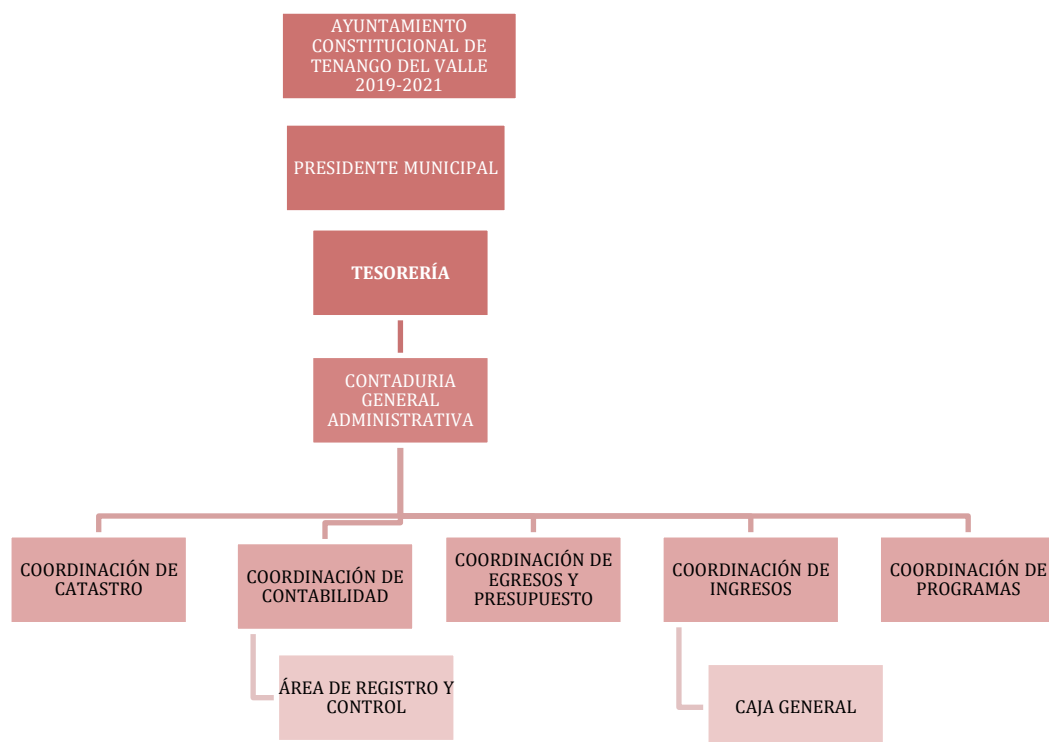 AYUNTAMIENTO
CONSTITUCIONAL DE
TENANGO DEL VALLE
2019-2021
PRESIDENTE MUNICIPAL
TESORERÍA
CONTADURIA
GENERAL
ADMINISTRATIVA
COORDINACIÓN DE
CATASTRO
COORDINACIÓN DE
CONTABILIDAD
COORDINACIÓN DE
EGRESOS Y
PRESUPUESTO
COORDINACIÓN DE
INGRESOS
COORDINACIÓN DE
PROGRAMAS
ÁREA DE REGISTRO Y
CONTROL
CAJA GENERAL